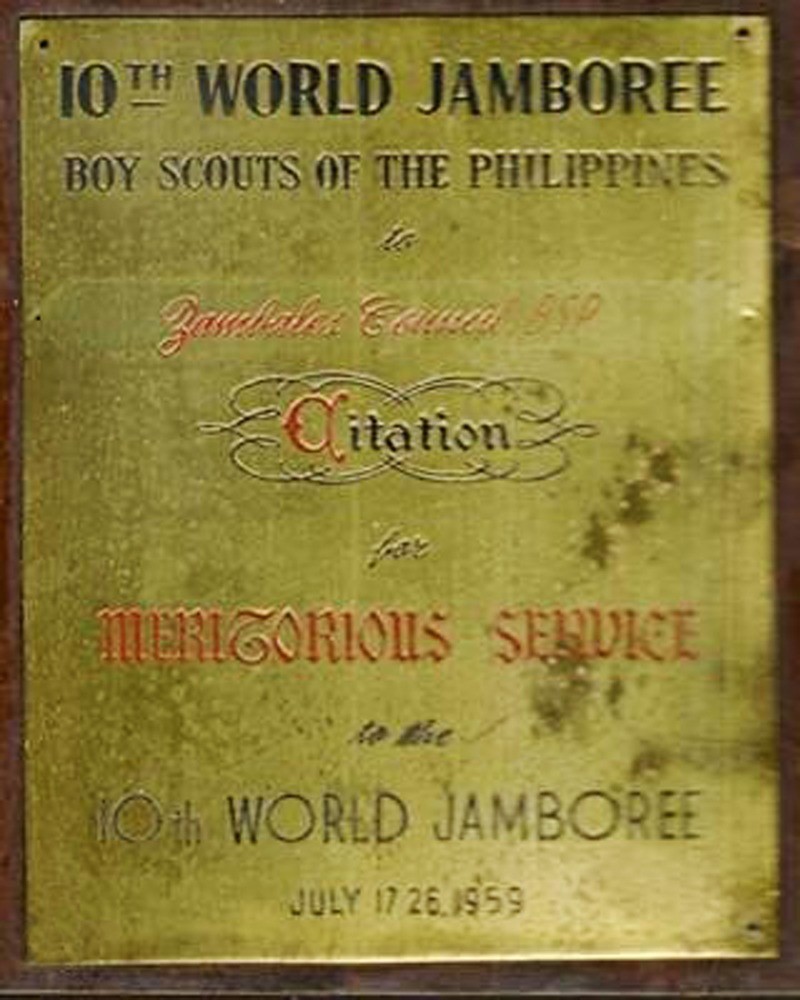 10TH WORLD JAMBOREE
BOY SCOUTS OF THE PHILIPPINES
to
Zambales Council BSP
Citation
for
MERITORIOUS SERVICE
to the
10th WORLD JAMBOREE
JULY 17 26, 1959